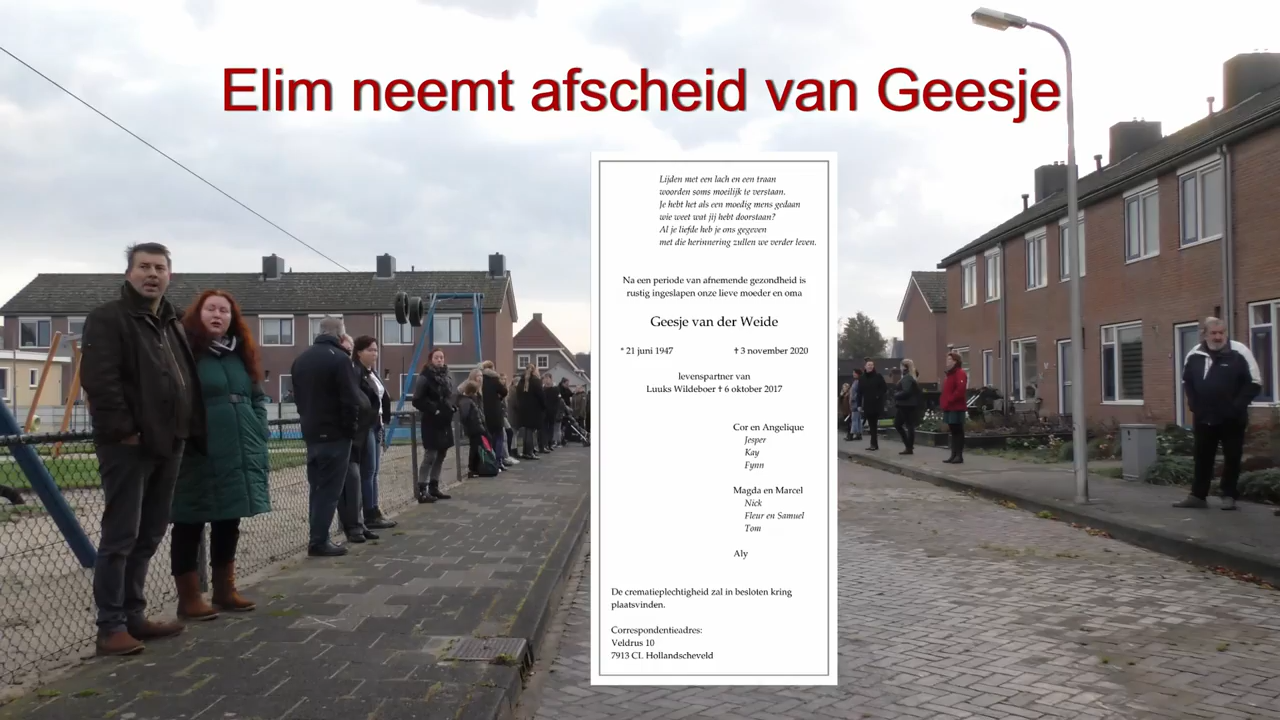 Elim neemt afscheid van Geesje
Lijden met een lach en een traan
woorden soms moeilijk te verstaan.
Je hebt het als een moedig mens gedaan
wie weet wat jij hebt doorstaan?
Al je liefde heb je ons gegeven
met die herinnering zullen we verder leven.
Na een periode van afnemende gezondheid is
rustig ingeslapen onze lieve moeder en oma
Geesje van der Weide
* 21 juni 1947 † 3 november 2020
levenspartner van
Luuks Wildeboer † 6 oktober 2017
Cor en Angelique
Jesper
Kay
Fynn
Magda en Marcel
Nick
Fleur en Samuel
Tom
Aly
De crematieplechtigheid zal in besloten kring
plaatsvinden.
Correspondentieadres:
Veldrus 10
7913 CL Hollandscheveld